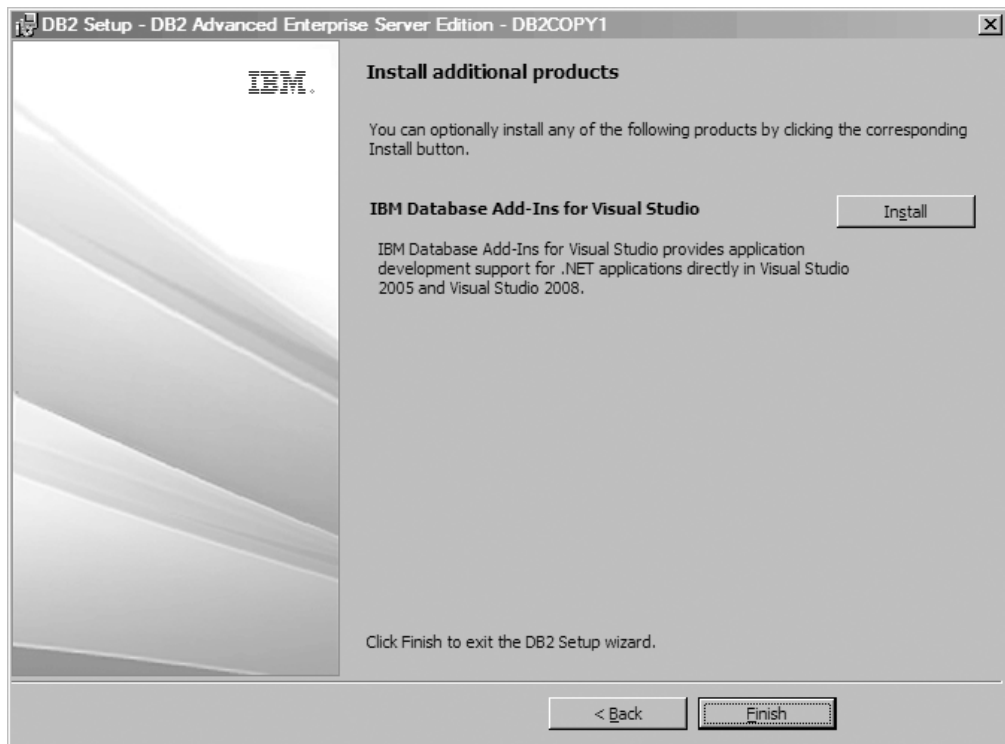 DB2 Setup - DB2 Advanced Enterprise Server Edition - DB2COPY1
IBM
Install additional products
You can optionally install any of the following products by clicking the corresponding
Install button.
IBM Database Add-Ins for Visual Studio
Install
IBM Database Add-Ins for Visual Studio provides application
development support for .NET applications directly in Visual Studio
2005 and Visual Studio 2008.
Click Finish to exit the DB2 Setup wizard.
< Back
Finish